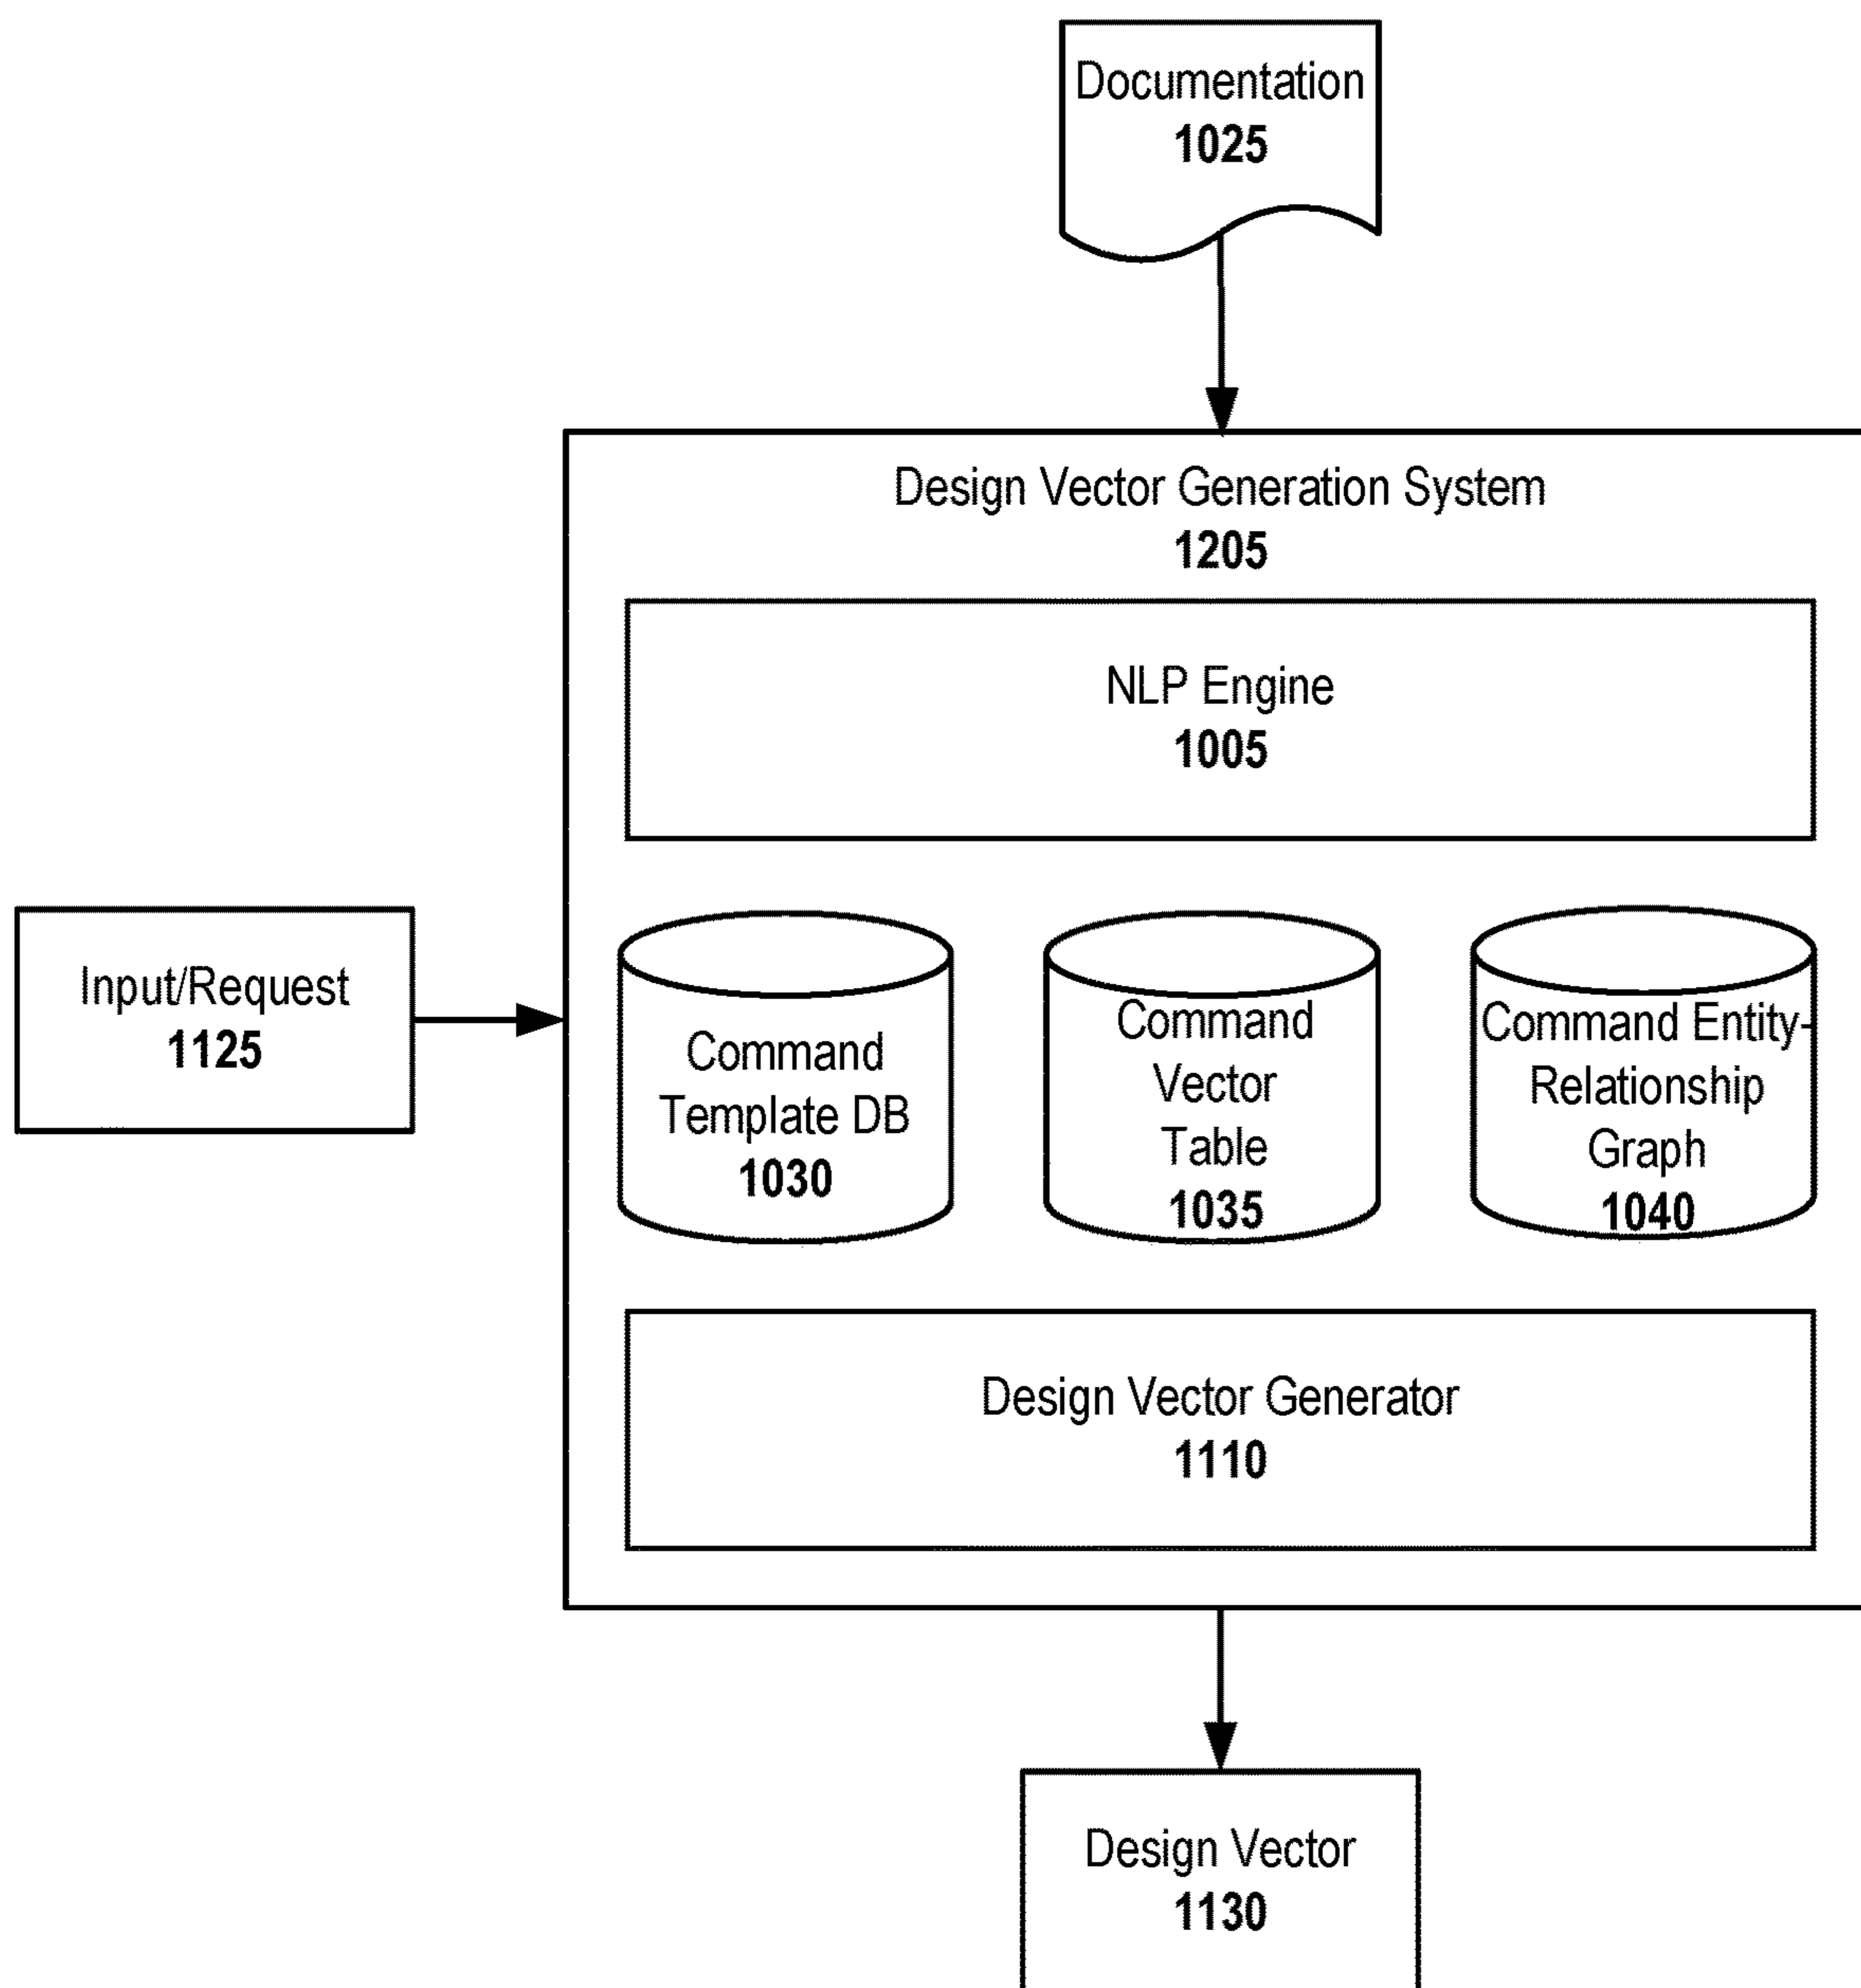 Documentation
1025
Design Vector Generation System
1205
NLP Engine
1005
Input/Request
1125
Command
Template DB
1030
Command
Vector
Table
1035
Command Entity-
Relationship
Graph
1040
Design Vector Generator
1110
Design Vector
1130